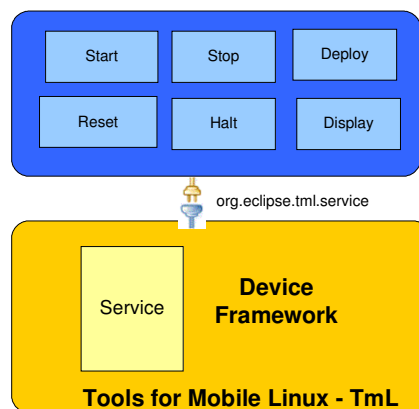 Start Stop Deploy
Reset Halt Display
org.eclipse.tml.service
Service
Device
Framework
Tools for Mobile Linux - TmL